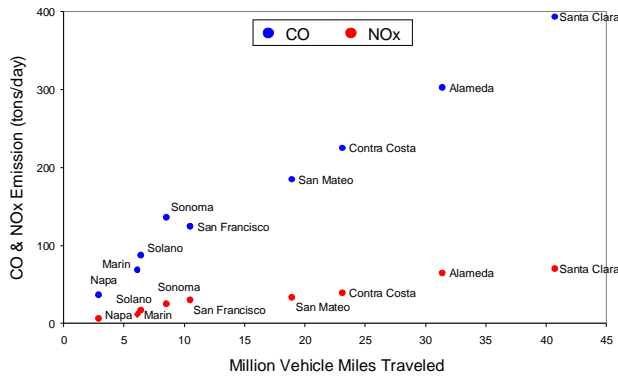 CO & NOx Emission (tons/day)
400
300
200
100
0
CO NOx
Santa Clara
Alameda
Contra Costa
San Mateo
Sonoma
San Francisco
Solano
Marin
Napa
Santa Clara
Alameda
Contra Costa
San Mateo
Sonoma
San Francisco
Solano
Marin
Napa
0 5 10 15 20 25 30 35 40 45
Million Vehicle Miles Traveled